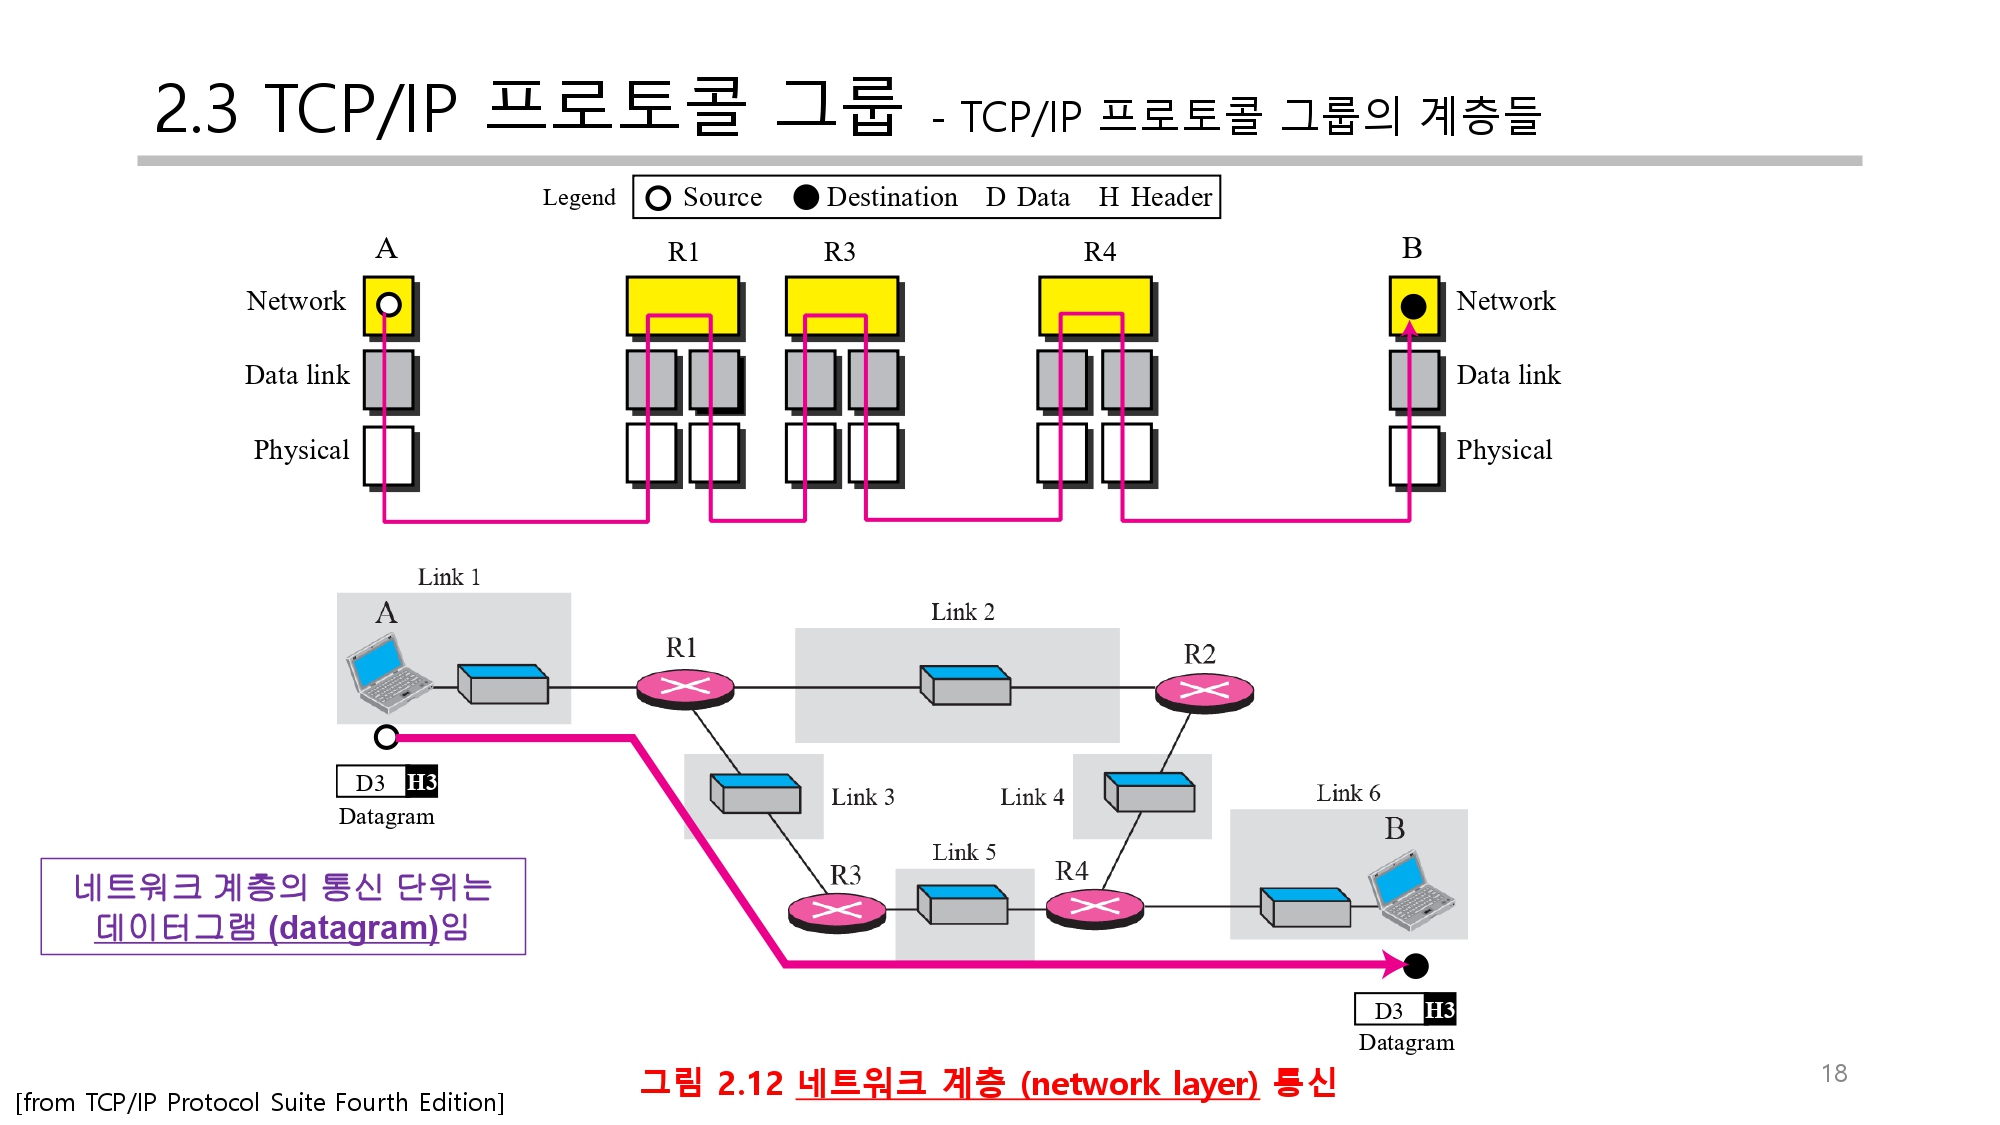 2.3 TCP/IP 프로토콜 그룹 - TCP/IP 프로토콜 그룹의 계층들
Legend
Source Destination D Data H Header
A R1 R3 R4 B
Network Network
Data link Data link
Physical Physical
Link 1
A
Link 2
R1
R2
Link 3
Link 4
Link 6
B
D3 H3
Datagram
Link 5
R3
R4
네트워크 계층의 통신 단위는
데이터그램 (datagram)임
D3 H3
Datagram
그림 2.12 네트워크 계층 (network layer) 통신
18
[from TCP/IP Protocol Suite Fourth Edition]